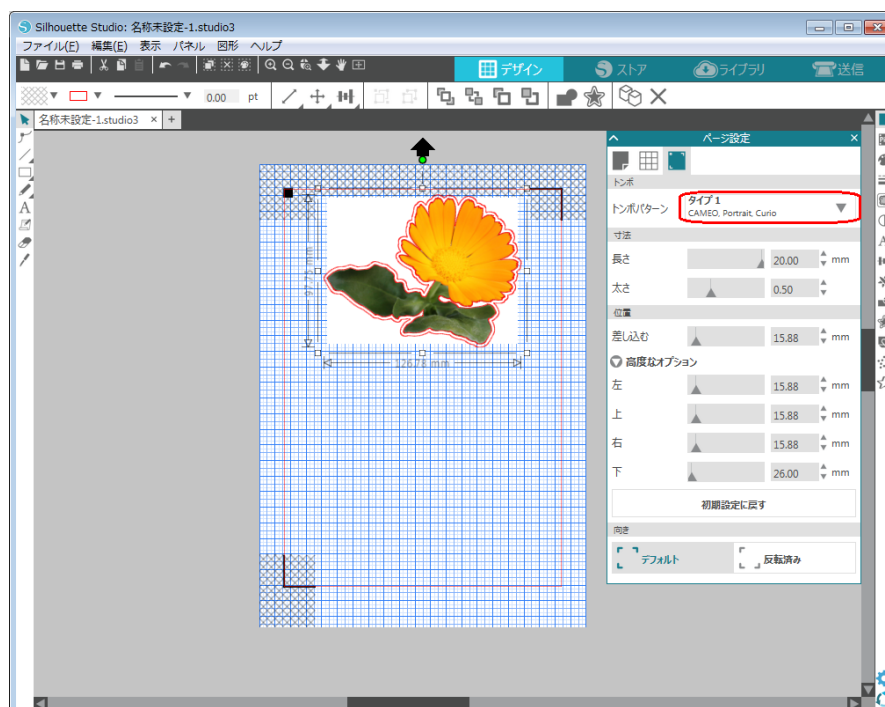 Silhouette Studio: 名称未設定-1.studio3
ファイル(F) 編集(E) 表示 パネル 図形 ヘルプ
デザイン ストア ライブラリ 送信
0.00 pt
名称未設定-1.studio3 × +
ページ設定
トンボ
トンボパターン タイプ 1
CAMEO, Portrait, Curio
寸法
長さ 20.00 mm
太さ 0.50
位置
差し込む 15.88 mm
高度なオプション
左 15.88 mm
上 15.88 mm
右 15.88 mm
下 26.00 mm
初期設定に戻す
向き
デフォルト 反転済み
97.75 mm
126.78 mm